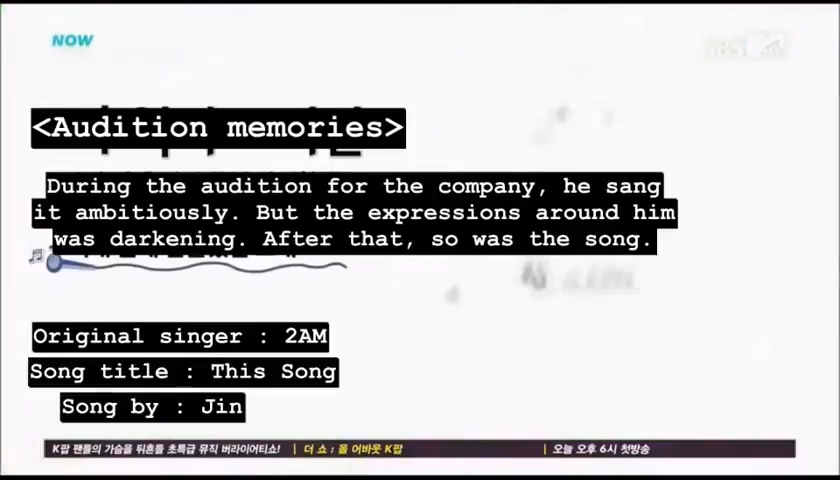 NOW
SBS MTV
<Audition memories>
During the audition for the company, he sang
it ambitiously. But the expressions around him
was darkening. After that, so was the song.
Original singer : 2AM
Song title : This Song
Song by : Jin
K팝 팬들의 가슴을 뒤흔들 초특급 뮤직 버라이어티쇼! | 더 쇼 : 올 어바웃 K팝 | 오늘 오후 6시 첫방송